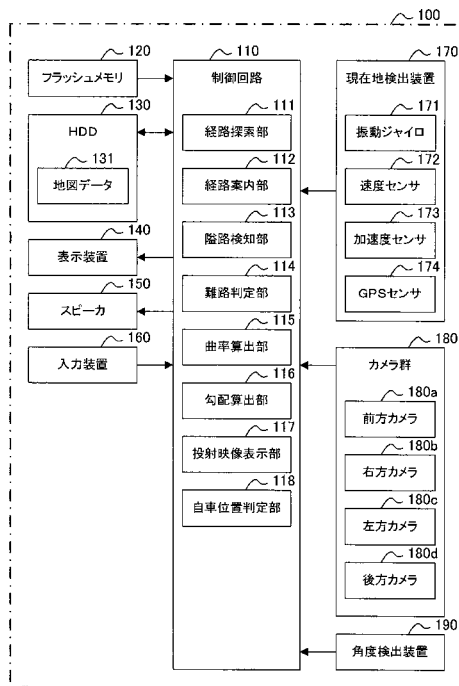 100
120
フラッシュメモリ
130
HDD
131
地図データ
140
表示装置
150
スピーカ
160
入力装置
110
制御回路
111
経路探索部
112
経路案内部
113
隘路検知部
114
難路判定部
115
曲率算出部
116
勾配算出部
117
投射映像表示部
118
自車位置判定部
170
現在地検出装置
171
振動ジャイロ
172
速度センサ
173
加速度センサ
174
GPSセンサ
180
カメラ群
180a
前方カメラ
180b
右方カメラ
180c
左方カメラ
180d
後方カメラ
190
角度検出装置